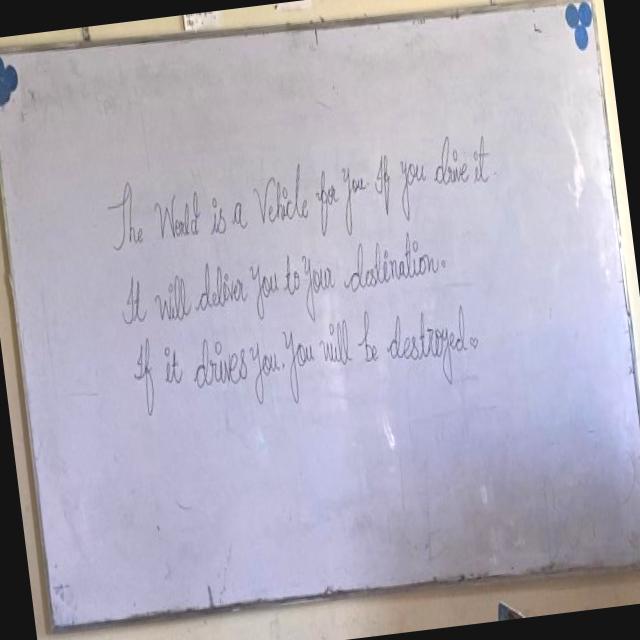 The World is a Vehicle for you If you drive it.
It will deliver you to your destination.
If it drives you, you will be destroyed.